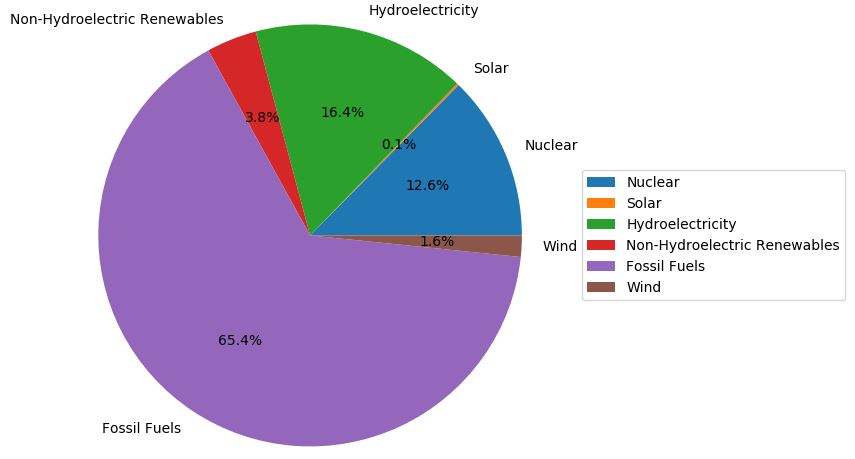 Hydroelectricity
Non-Hydroelectric Renewables
Solar
3.8%
16.4%
0.1%
Nuclear
12.6%
1.6%
Wind
65.4%
Fossil Fuels
Nuclear
Solar
Hydroelectricity
Non-Hydroelectric Renewables
Fossil Fuels
Wind